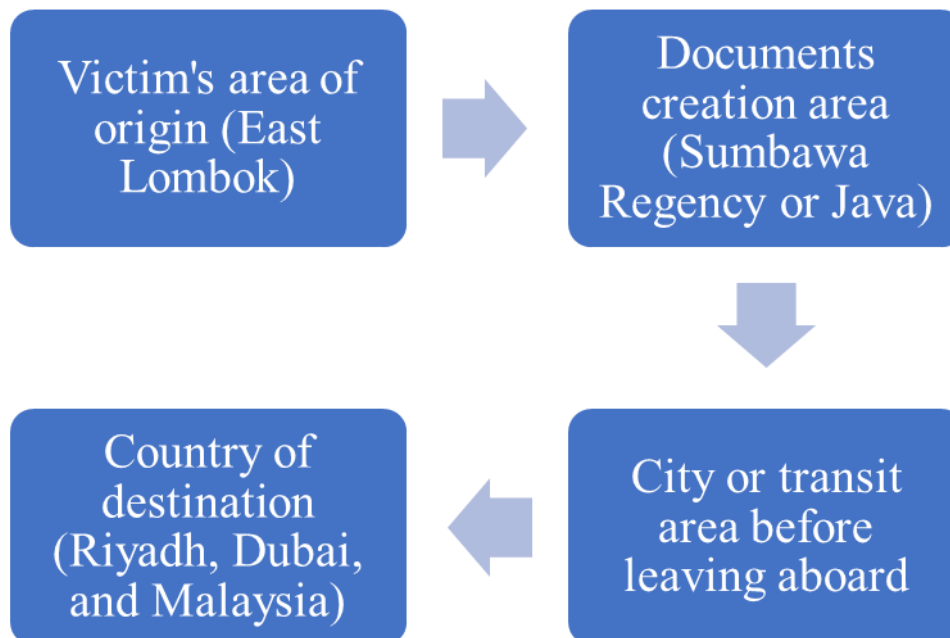 Victim's area of
origin (East
Lombok)
Documents
creation area
(Sumbawa
Regency or Java)
City or transit
area before
leaving aboard
Country of
destination
(Riyadh, Dubai,
and Malaysia)